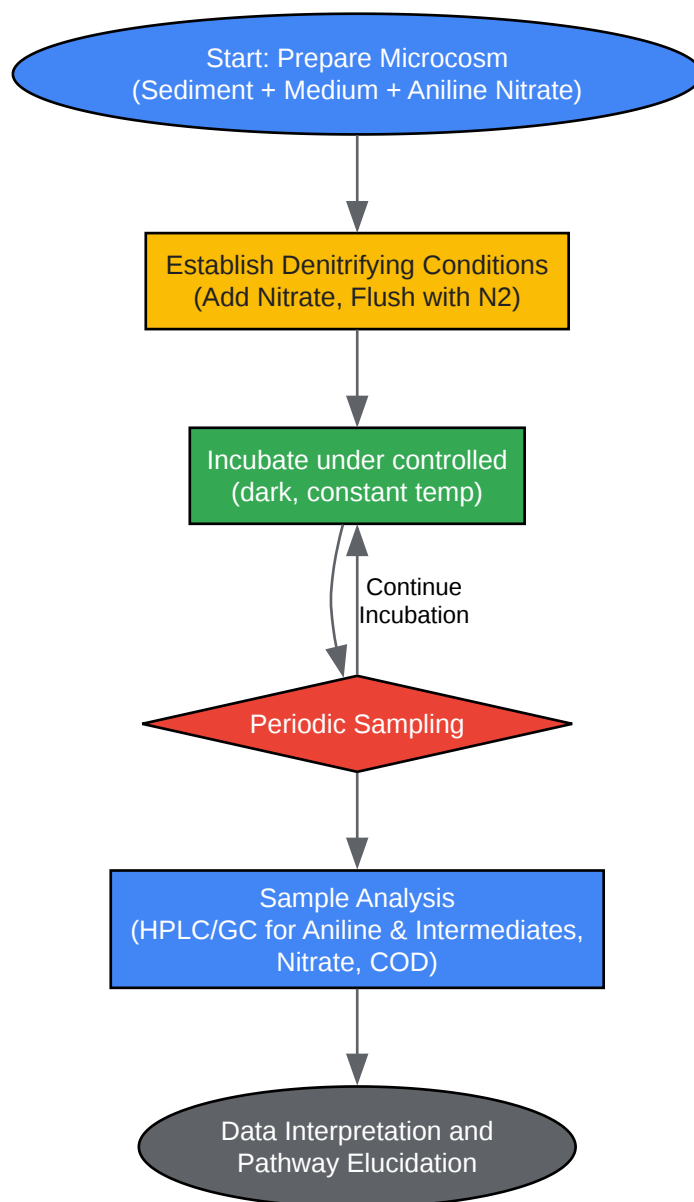 Start: Prepare Microcosm
(Sediment + Medium + Aniline Nitrate)
Establish Denitrifying Conditions
(Add Nitrate, Flush with N2)
Incubate under controlled
(dark, constant temp)
Continue
Incubation
Periodic Sampling
Sample Analysis
(HPLC/GC for Aniline & Intermediates,
Nitrate, COD)
Data Interpretation and
Pathway Elucidation